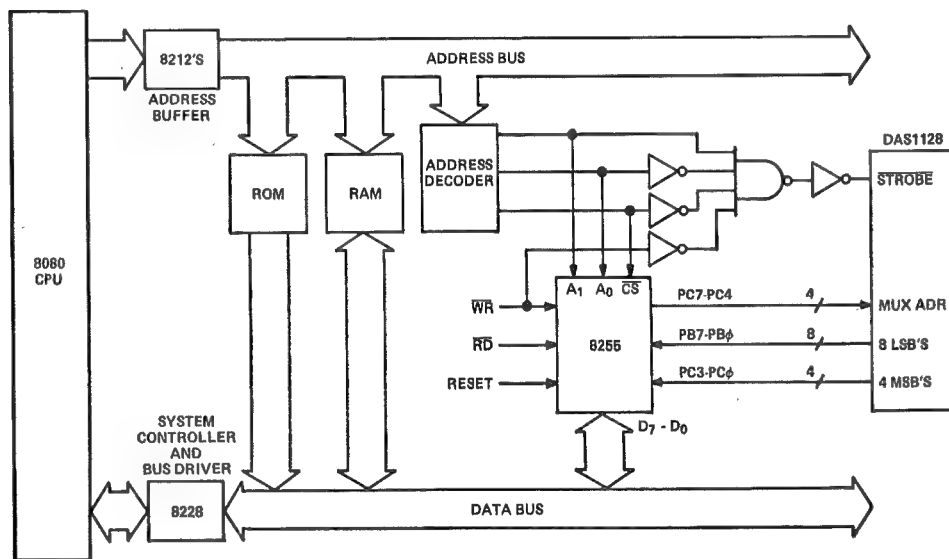 8212'S
ADDRESS
BUFFER
ADDRESS BUS
DAS1128
ROM
RAM
ADDRESS
DECODER
STROBE
8080
CPU
A1
A0
CS
WR
PC7-PC4
4
MUX ADR
RD
8255
PB7-PBϕ
8
8 LSB'S
RESET
PC3-PCϕ
4
4 MSB'S
D7 - D0
SYSTEM
CONTROLLER
AND
BUS DRIVER
8228
DATA BUS